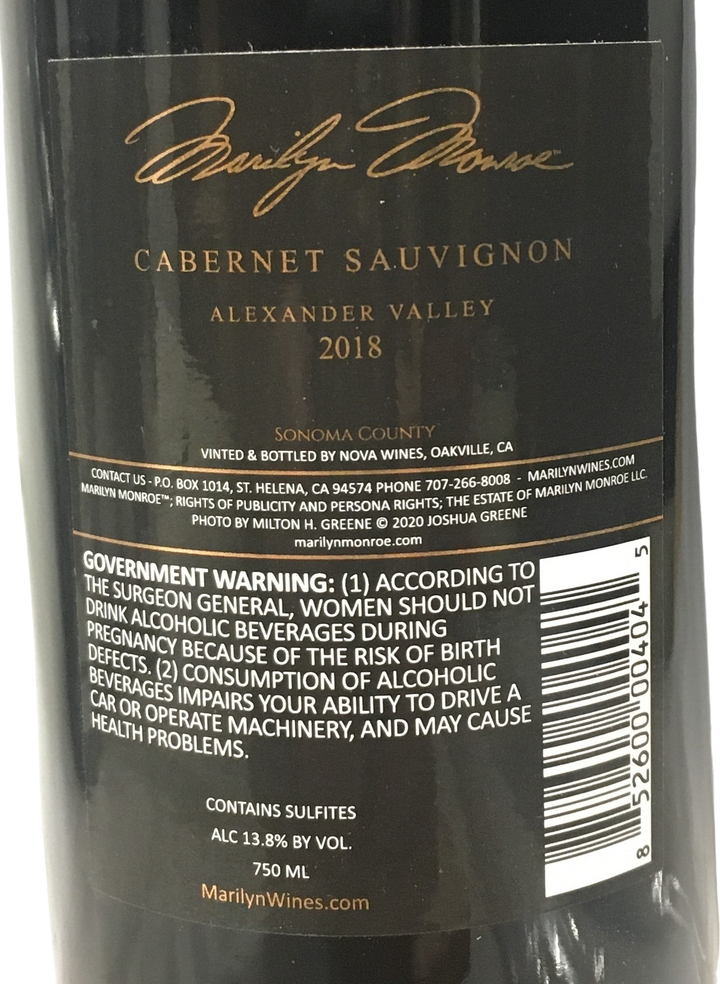 Marilyn Monroe
CABERNET SAUVIGNON
ALEXANDER VALLEY
2018
SONOMA COUNTY
VINTED & BOTTLED BY NOVA WINES, OAKVILLE, CA
CONTACT US - P.O. BOX 1014, ST. HELENA, CA 94574 PHONE 707-266-8008 - MARILYNWINES.COM
MARILYN MONROE™; RIGHTS OF PUBLICITY AND PERSONA RIGHTS; THE ESTATE OF MARILYN MONROE LLC.
PHOTO BY MILTON H. GREENE © 2020 JOSHUA GREENE
marilynmonroe.com
GOVERNMENT WARNING: (1) ACCORDING TO
THE SURGEON GENERAL, WOMEN SHOULD NOT
DRINK ALCOHOLIC BEVERAGES DURING
PREGNANCY BECAUSE OF THE RISK OF BIRTH
DEFECTS. (2) CONSUMPTION OF ALCOHOLIC
BEVERAGES IMPAIRS YOUR ABILITY TO DRIVE A
CAR OR OPERATE MACHINERY, AND MAY CAUSE
HEALTH PROBLEMS.
8 52600 00404 5
CONTAINS SULFITES
ALC 13.8% BY VOL.
750 ML
MarilynWines.com